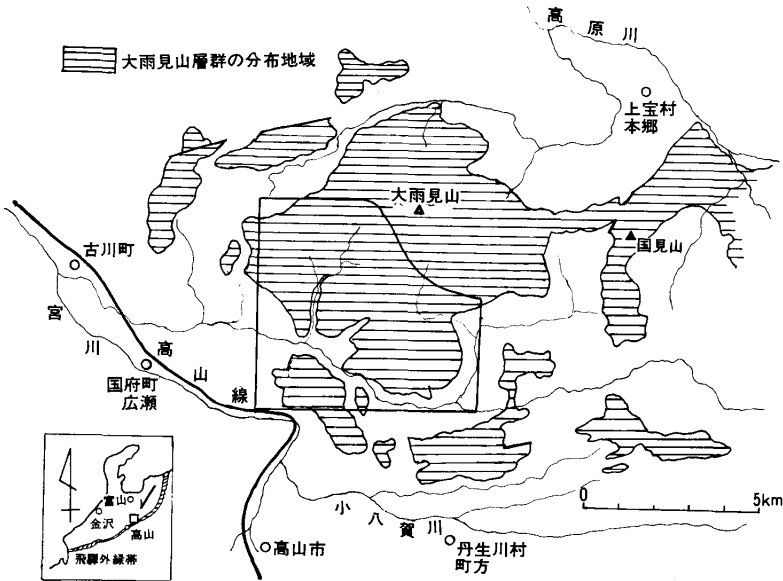 大雨見山層群の分布地域
高原川
上宝村
本郷
大雨見山
国見山
古川町
宮川
高山線
国府町
広瀬
小八賀川
高山市
丹生川村
町方
0
5km
富山
金沢
高山
飛騨外縁帯